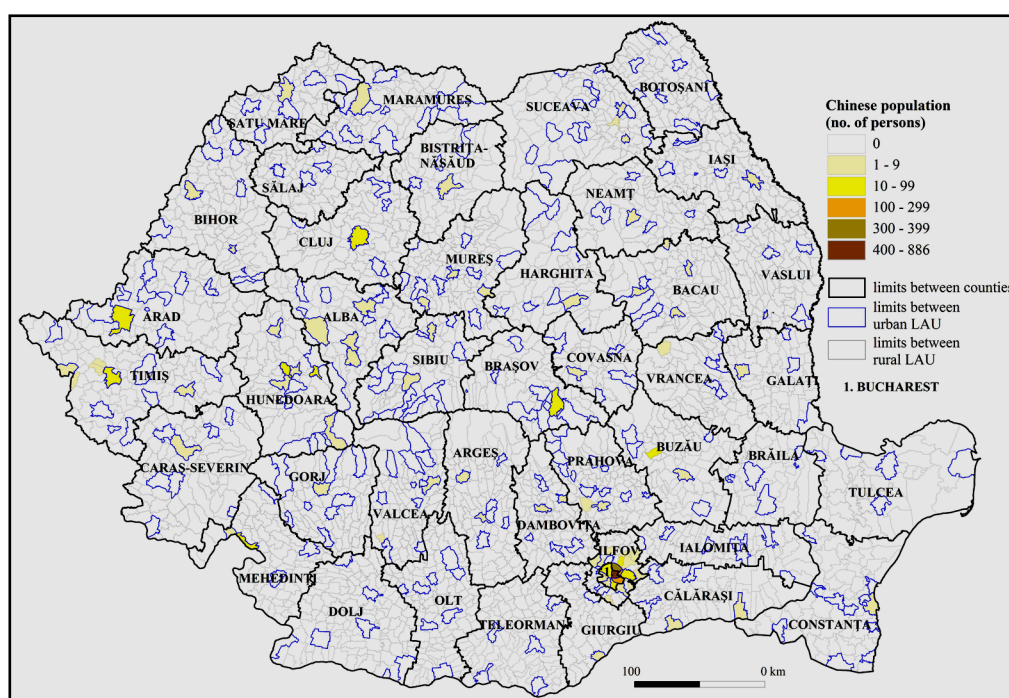 BOTOȘANI
MARAMUREȘ
SUCEAVA
SATU-MARE
Chinese population
(no. of persons)
0
1 - 9
10 - 99
100 - 299
300 - 399
400 - 886
limits between counties
limits between
urban LAU
limits between
rural LAU
1. BUCHAREST
BISTRIȚA-
NĂSĂUD
IAȘI
SĂLAJ
NEAMȚ
BIHOR
CLUJ
MUREȘ
HARGHITA
VASLUI
BACAU
ARAD
ALBA
SIBIU
COVASNA
BRAȘOV
TIMIȘ
VRANCEA
GALAȚI
HUNEDOARA
CARAȘ-SEVERIN
GORJ
ARGEȘ
PRAHOVA
BUZĂU
BRĂILA
TULCEA
VALCEA
DAMBOVIȚA
ILFOV
IALOMIȚA
MEHEDINȚI
1
CĂLĂRAȘI
DOLJ
OLT
TELEORMAN
GIURGIU
CONSTANȚA
100 0 km